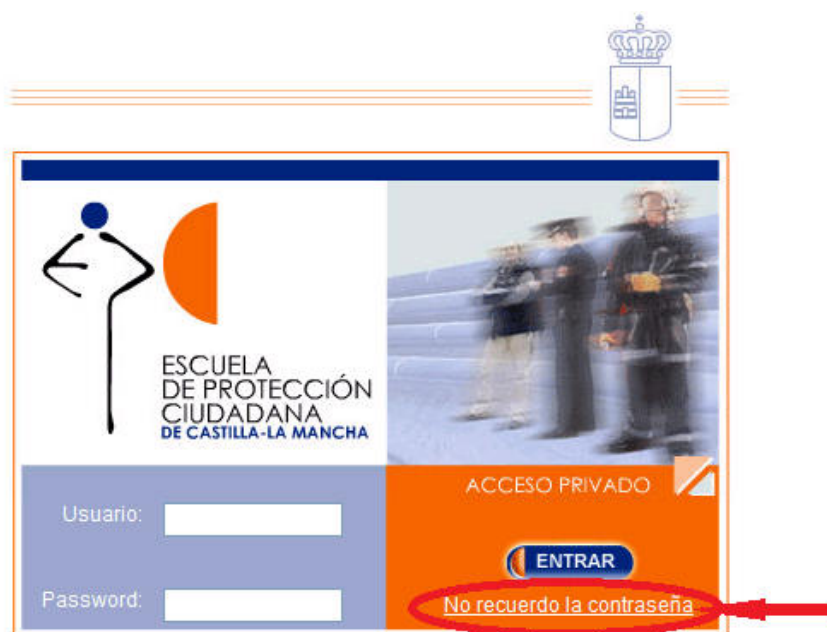 ESCUELA
DE PROTECCIÓN
CIUDADANA
DE CASTILLA-LA MANCHA
ACCESO PRIVADO
Usuario:
ENTRAR
Password:
No recuerdo la contraseña